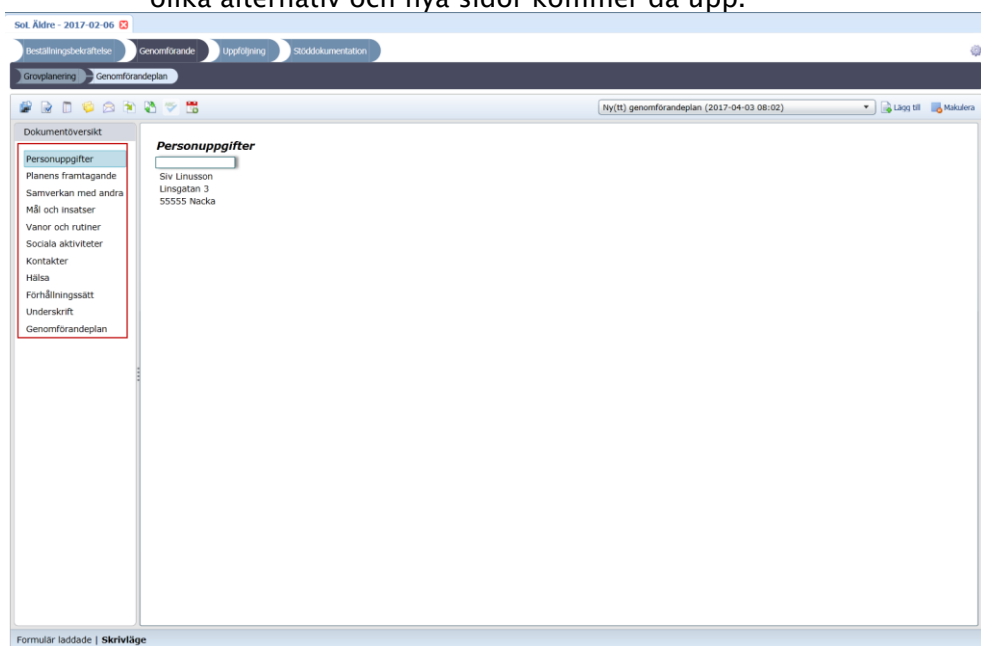 olika alternativ och nya sidor kommer då upp.
SoL Äldre - 2017-02-06
Beställningsbekräftelse Genomförande Uppföljning Stöddokumentation
Grovplanering Genomförandeplan
Ny(tt) genomförandeplan (2017-04-03 08:02) Lägg till Makulera
Dokumentöversikt
Personuppgifter
Planens framtagande
Samverkan med andra
Mål och insatser
Vanor och rutiner
Sociala aktiviteter
Kontakter
Hälsa
Förhållningssätt
Underskrift
Genomförandeplan
Personuppgifter
Siv Linusson
Linsgatan 3
55555 Nacka
Formulär laddade | Skrivläge